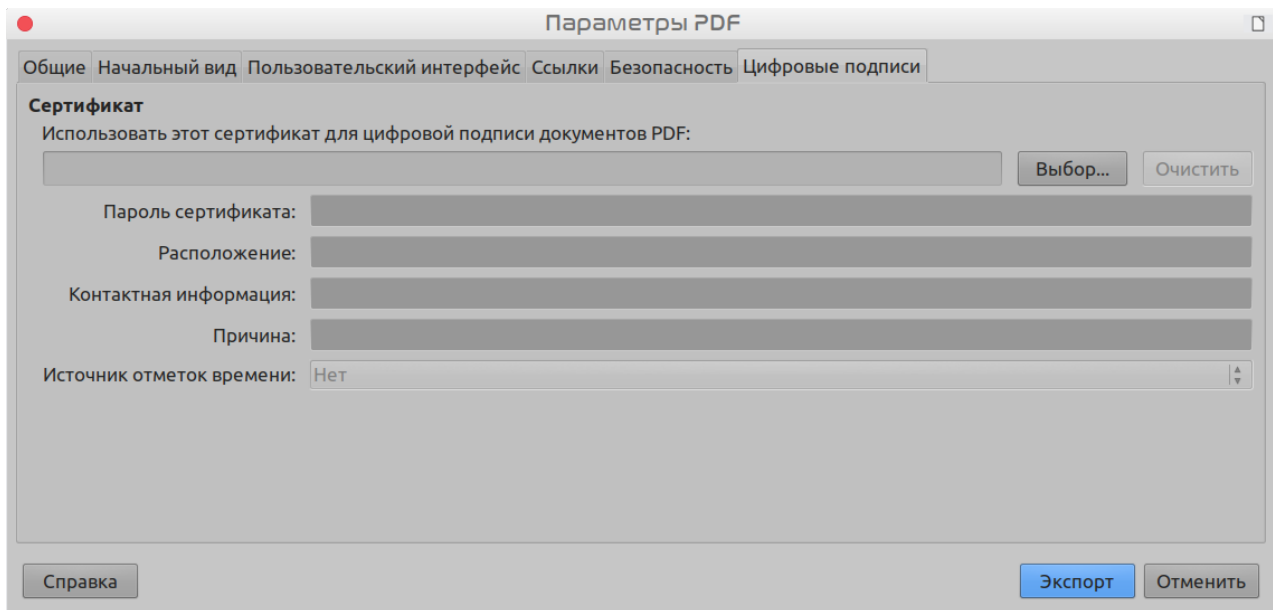 Параметры PDF
Общие Начальный вид Пользовательский интерфейс Ссылки Безопасность Цифровые подписи
Сертификат
Использовать этот сертификат для цифровой подписи документов PDF:
Выбор... Очистить
Пароль сертификата:
Расположение:
Контактная информация:
Причина:
Источник отметок времени: Нет
Справка Экспорт Отменить